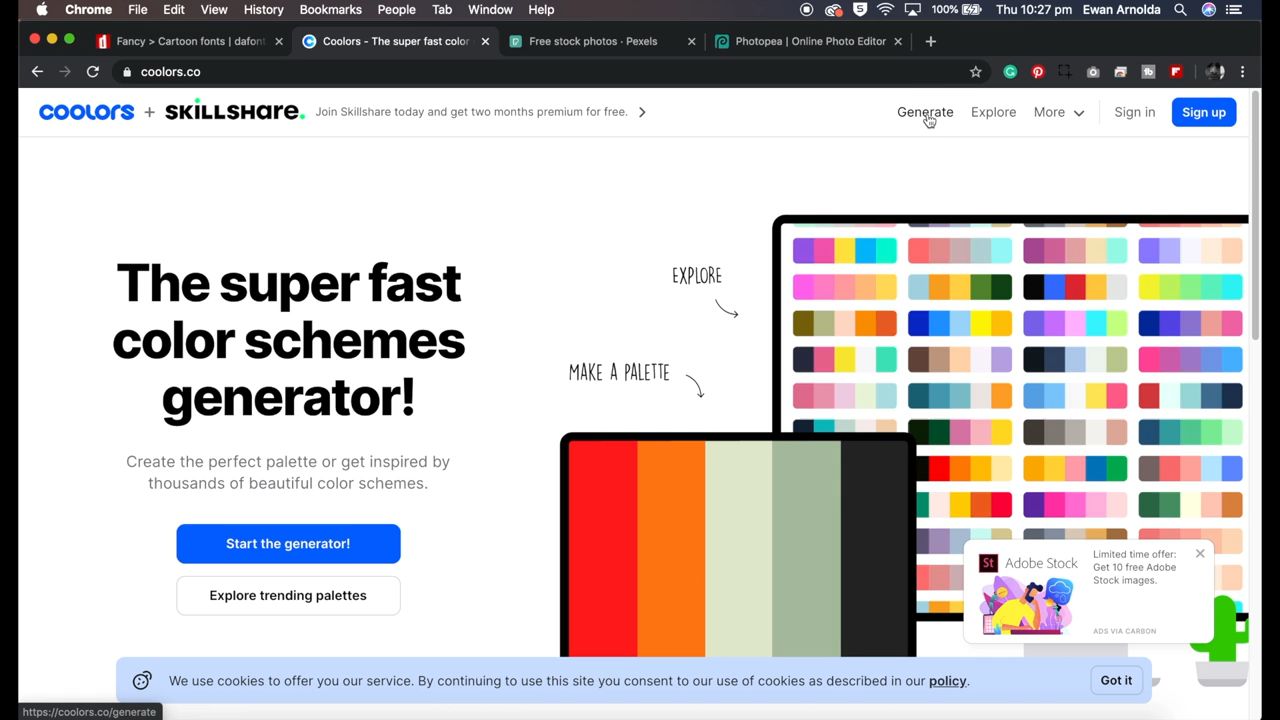 Chrome File Edit View History Bookmarks People Tab Window Help 100% Thu 10:27 pm Ewan Arnolda
Fancy > Cartoon fonts | dafont Coolors - The super fast color Free stock photos · Pexels Photopea | Online Photo Editor
coolors.co
coolors + SKILLSHARE. Join Skillshare today and get two months premium for free. Generate Explore More Sign in Sign up
EXPLORE
The super fast
color schemes
generator!
MAKE A PALETTE
Create the perfect palette or get inspired by
thousands of beautiful color schemes.
Start the generator!
Explore trending palettes
St Adobe Stock
Limited time offer:
Get 10 free Adobe
Stock images.
ADS VIA CARBON
We use cookies to offer you our service. By continuing to use this site you consent to our use of cookies as described in our policy. Got it
https://coolors.co/generate